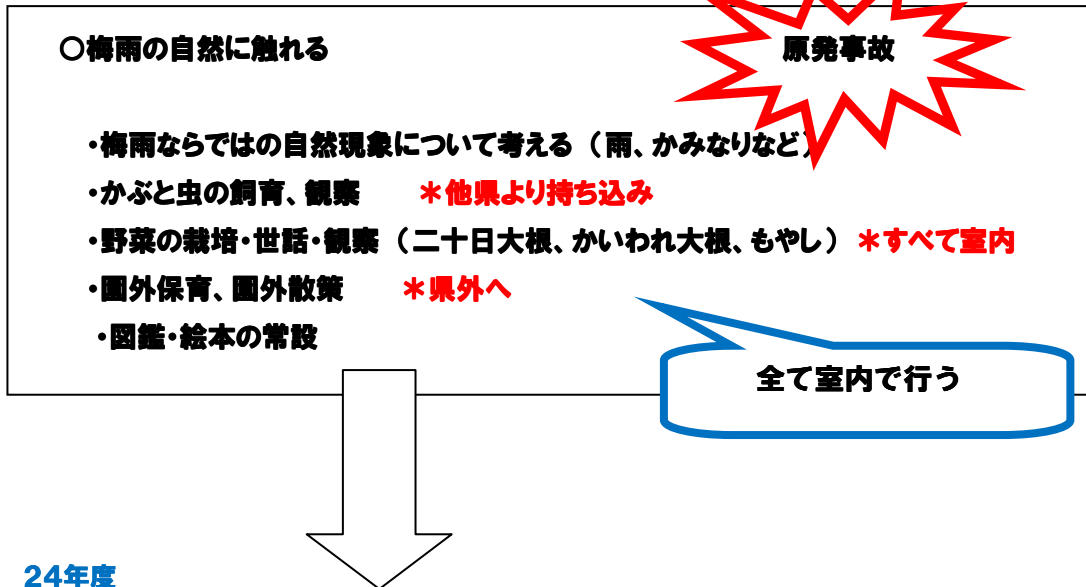 ○梅雨の自然に触れる
原発事故
・梅雨ならではの自然現象について考える（雨、かみなりなど）
・かぶと虫の飼育、観察　　＊他県より持ち込み
・野菜の栽培・世話・観察（二十日大根、かいわれ大根、もやし）＊すべて室内
・園外保育、園外散策　　＊県外へ
・図鑑・絵本の常設
全て室内で行う
24年度